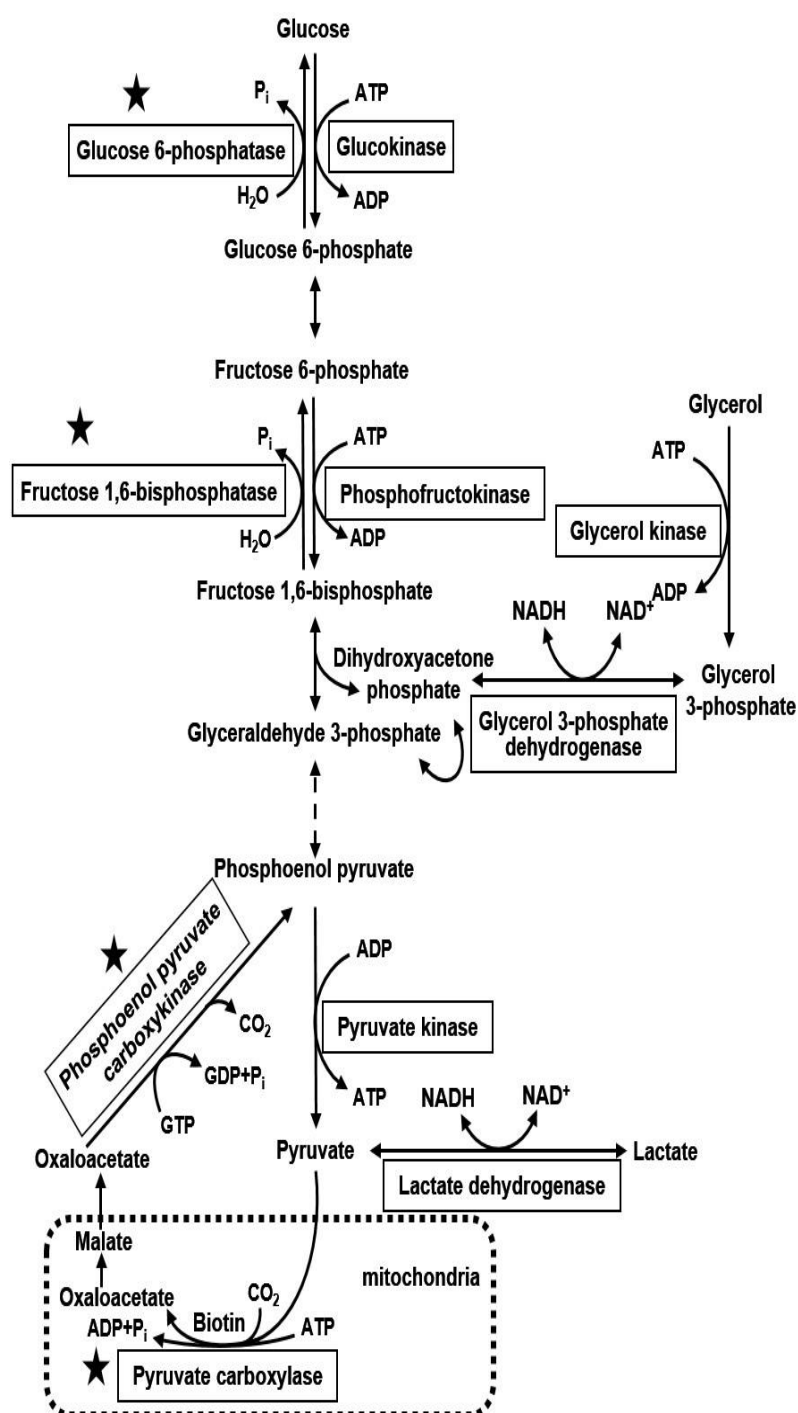 Glucose
Pi
ATP
Glucose 6-phosphatase
Glucokinase
H2O
ADP
Glucose 6-phosphate
Fructose 6-phosphate
Glycerol
Pi
ATP
ATP
Fructose 1,6-bisphosphatase
Phosphofructokinase
Glycerol kinase
H2O
ADP
ADP
Fructose 1,6-bisphosphate
NADH
NAD+
Dihydroxyacetone
phosphate
Glycerol
3-phosphate
Glyceraldehyde 3-phosphate
Glycerol 3-phosphate
dehydrogenase
Phosphoenol pyruvate
Phosphoenol pyruvate
carboxykinase
ADP
CO2
Pyruvate kinase
GDP+Pi
ATP
NADH
NAD+
GTP
Oxaloacetate
Pyruvate
Lactate
Lactate dehydrogenase
Malate
mitochondria
Oxaloacetate
CO2
ADP+Pi
Biotin
ATP
Pyruvate carboxylase